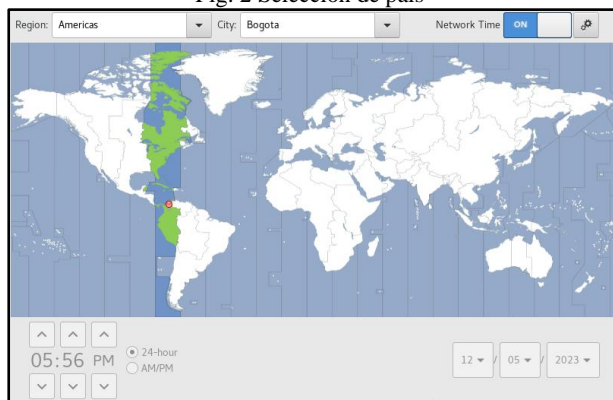 Fig. 2 Selección de país
Region: Americas City: Bogota Network Time ON
05:56 PM
24-hour
AM/PM
12 / 05 / 2023